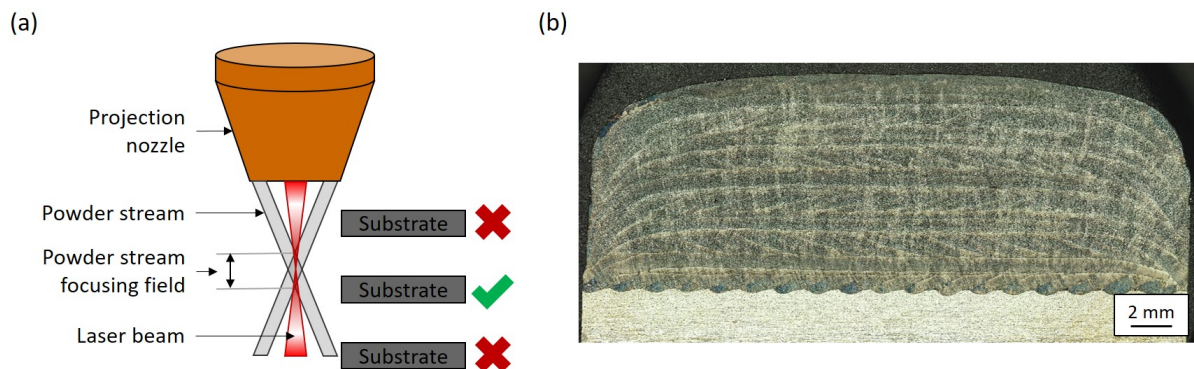 (a)
Projection
nozzle
Powder stream
Powder stream
focusing field
Laser beam
Substrate
Substrate
Substrate
(b)
2 mm